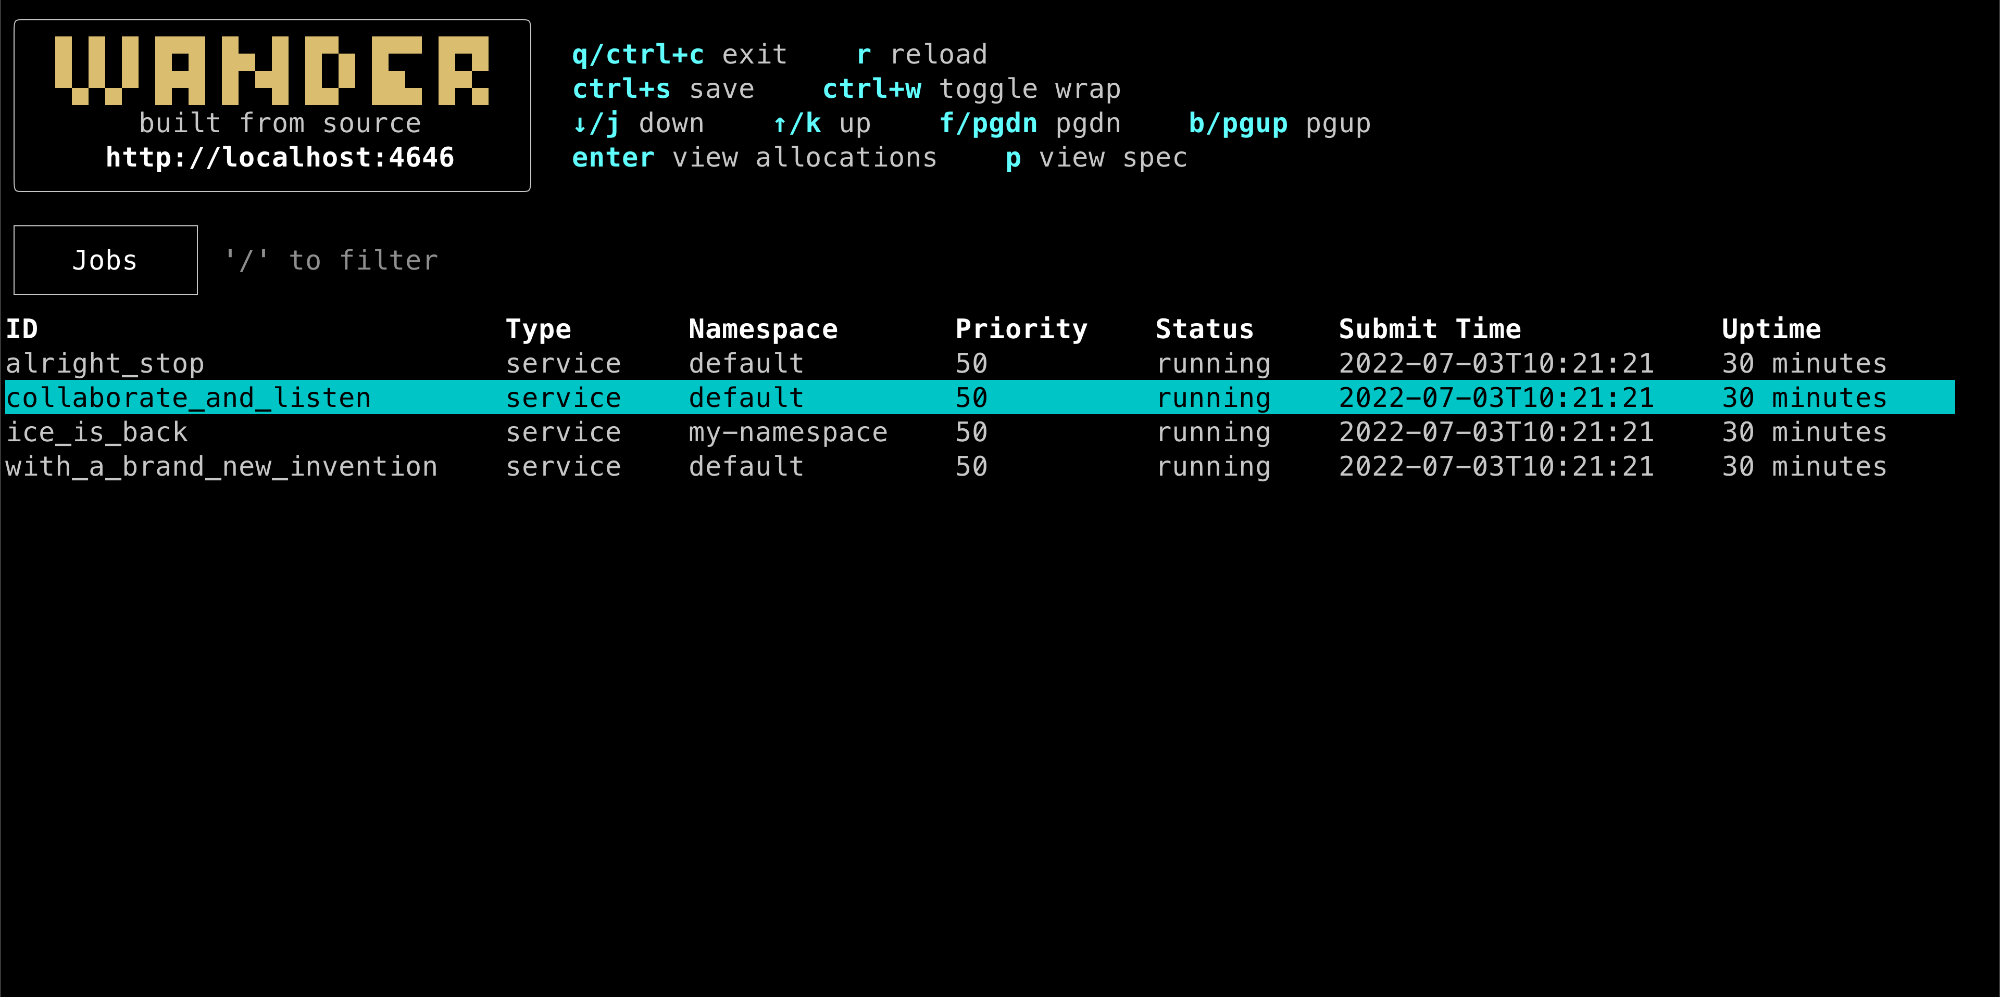 WANDER
built from source
http://localhost:4646
q/ctrl+c exit    r reload
ctrl+s save    ctrl+w toggle wrap
↓/j down    ↑/k up    f/pgdn pgdn    b/pgup pgup
enter view allocations    p view spec
Jobs '/' to filter
ID Type Namespace Priority Status Submit Time Uptime
alright_stop service default 50 running 2022-07-03T10:21:21 30 minutes
collaborate_and_listen service default 50 running 2022-07-03T10:21:21 30 minutes
ice_is_back service my-namespace 50 running 2022-07-03T10:21:21 30 minutes
with_a_brand_new_invention service default 50 running 2022-07-03T10:21:21 30 minutes